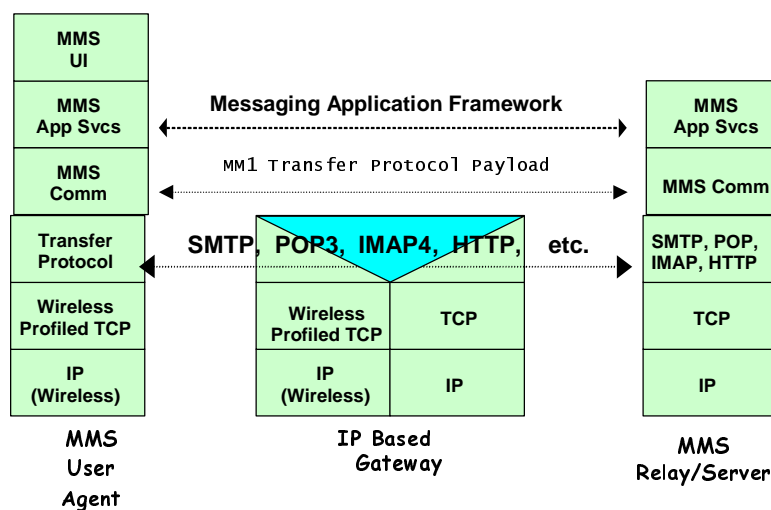 MMS
UI
MMS
App Svcs
Messaging Application Framework
MMS
App Svcs
MMS
Comm
MM1 Transfer Protocol Payload
MMS Comm
Transfer
Protocol
SMTP, POP3, IMAP4, HTTP, etc.
SMTP, POP,
IMAP, HTTP
Wireless
Profiled TCP
Wireless
Profiled TCP
TCP
TCP
IP
(Wireless)
IP
(Wireless)
IP
IP
MMS
User
Agent
IP Based
Gateway
MMS
Relay/Server